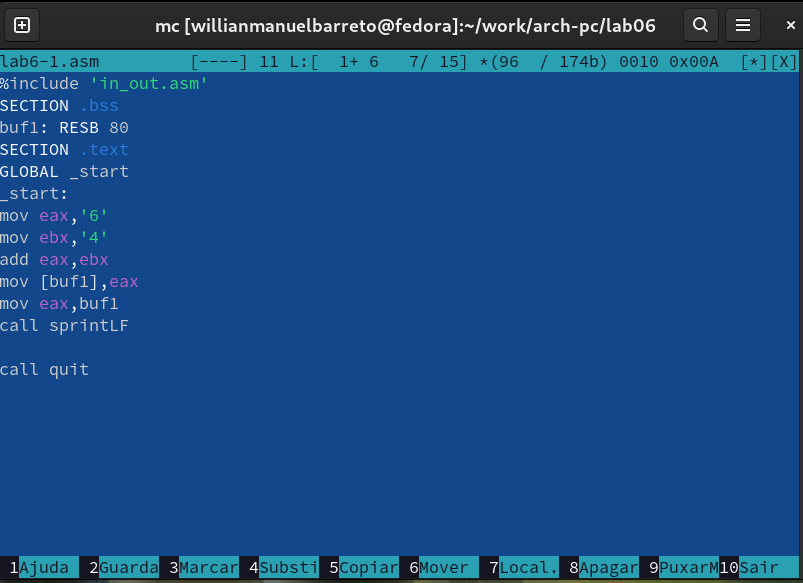 mc [willianmanuelbarreto@fedora]:~/work/arch-pc/lab06
lab6-1.asm [----] 11 L:[ 1+ 6 7/ 15] *(96 / 174b) 0010 0x00A [*][X]
%include 'in_out.asm'
SECTION .bss
buf1: RESB 80
SECTION .text
GLOBAL _start
_start:
mov eax,'6'
mov ebx,'4'
add eax,ebx
mov [buf1],eax
mov eax,buf1
call sprintLF
call quit
1Ajuda 2Guarda 3Marcar 4Substi 5Copiar 6Mover 7Local. 8Apagar 9PuxarM 10Sair